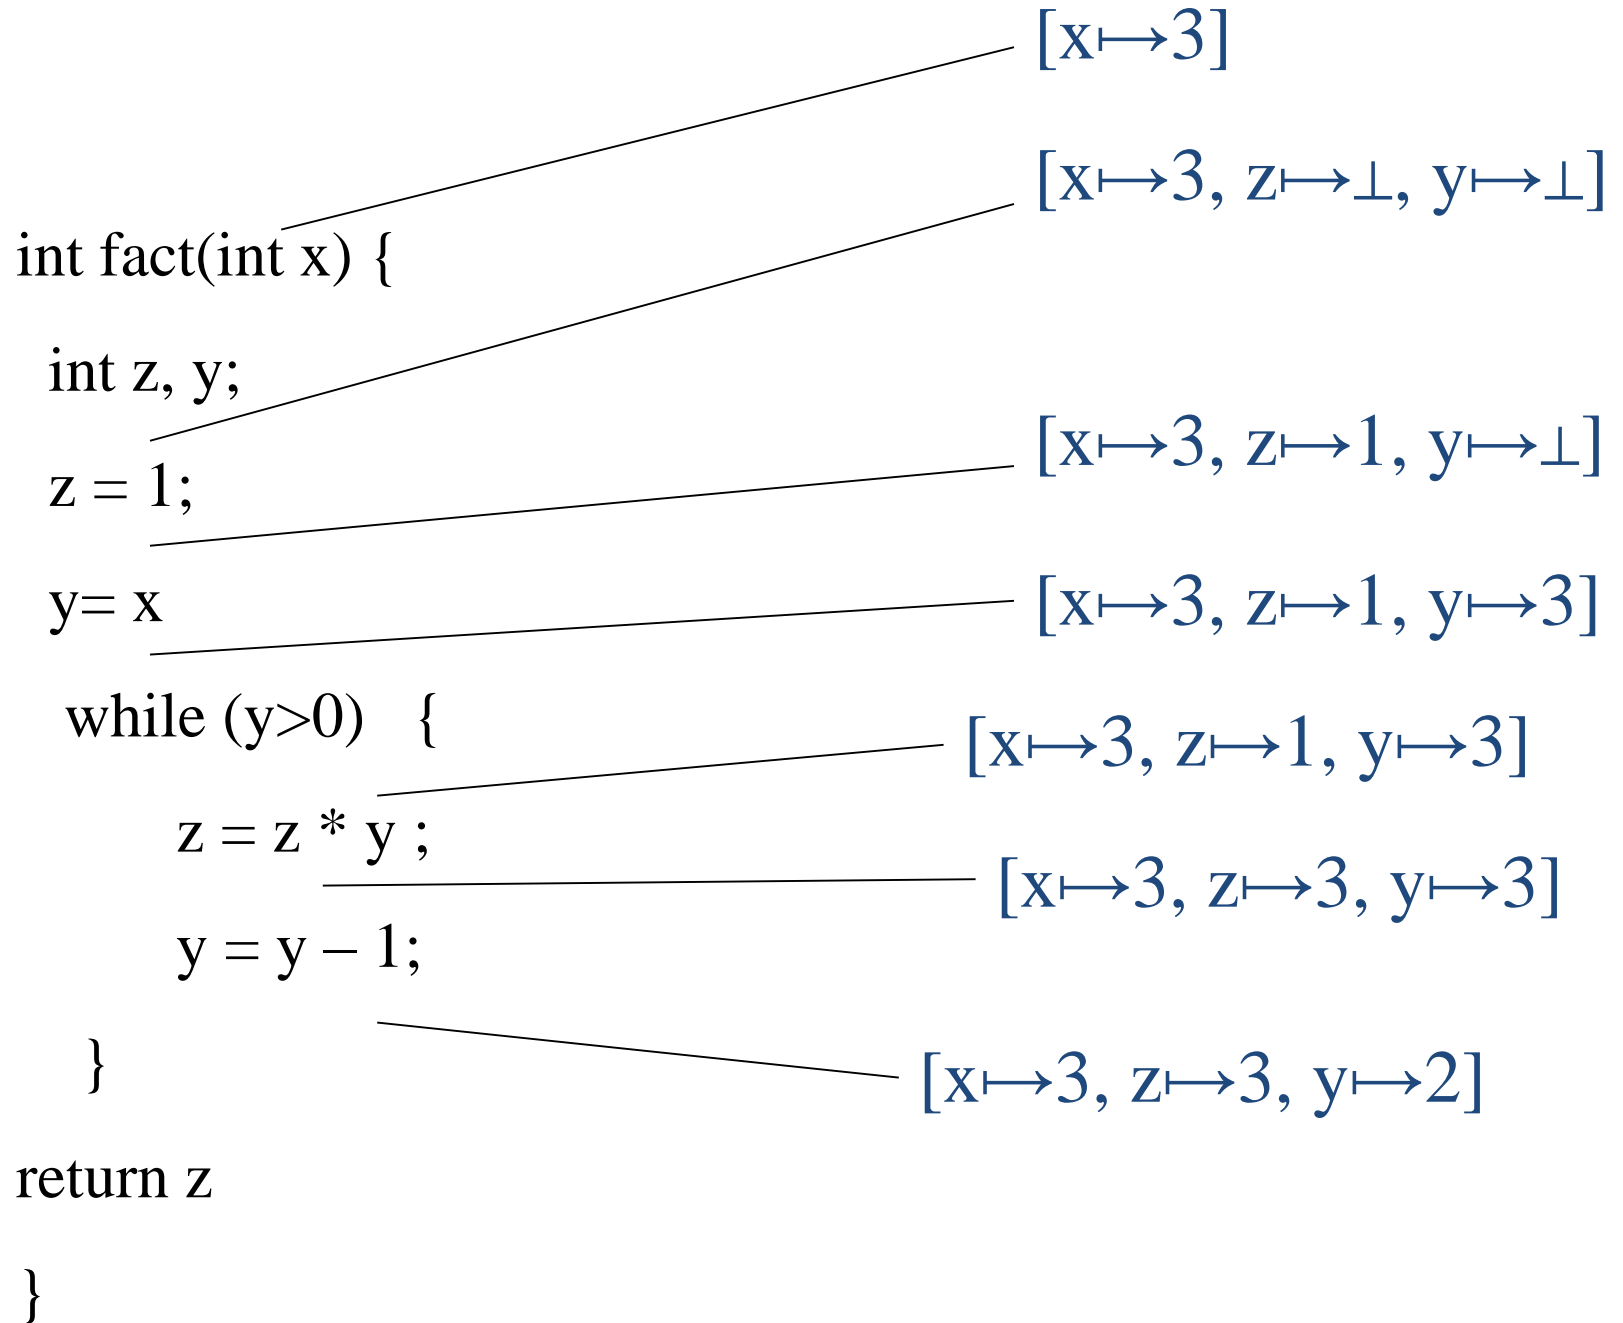 [x↦3]
[x↦3, z↦⊥, y↦⊥]
int fact(int x) {
int z, y;
z = 1;
[x↦3, z↦1, y↦⊥]
y= x
[x↦3, z↦1, y↦3]
while (y>0) {
[x↦3, z↦1, y↦3]
z = z * y ;
[x↦3, z↦3, y↦3]
y = y – 1;
}
[x↦3, z↦3, y↦2]
return z
}